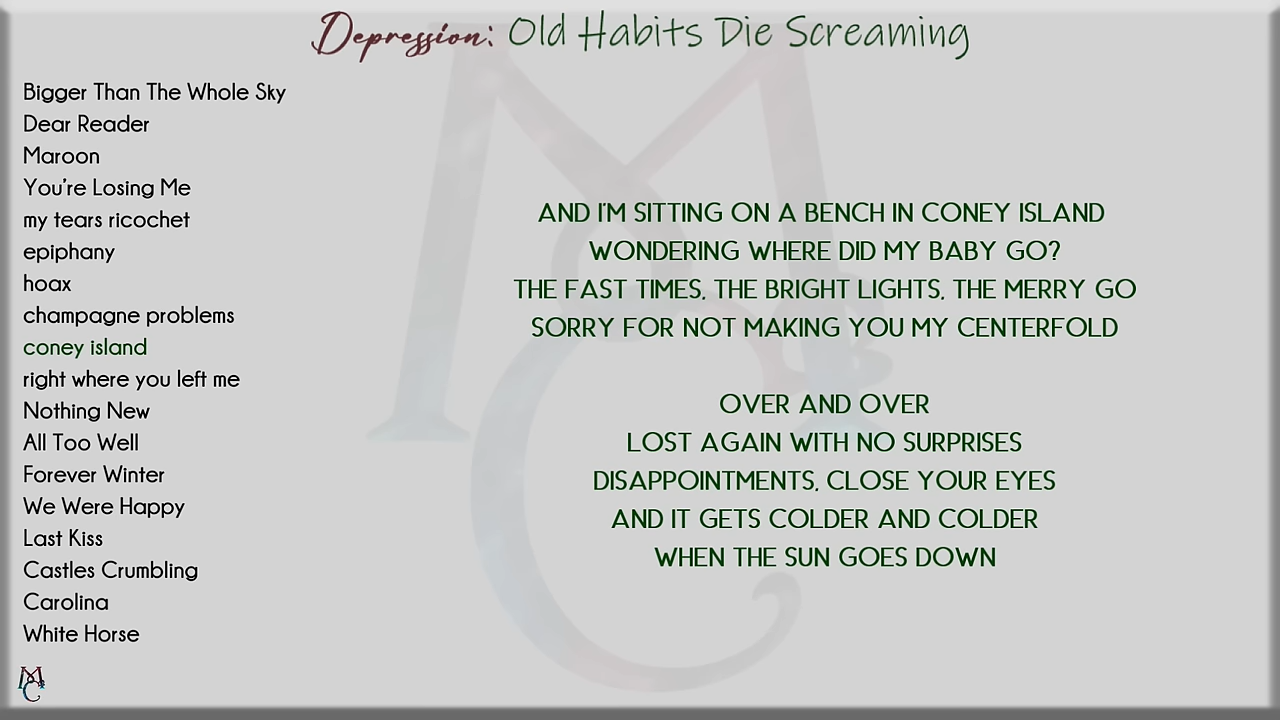 Depression: Old Habits Die Screaming
Bigger Than The Whole Sky
Dear Reader
Maroon
You're Losing Me
my tears ricochet
epiphany
hoax
champagne problems
coney island
right where you left me
Nothing New
All Too Well
Forever Winter
We Were Happy
Last Kiss
Castles Crumbling
Carolina
White Horse
AND I'M SITTING ON A BENCH IN CONEY ISLAND
WONDERING WHERE DID MY BABY GO?
THE FAST TIMES, THE BRIGHT LIGHTS, THE MERRY GO
SORRY FOR NOT MAKING YOU MY CENTERFOLD
OVER AND OVER
LOST AGAIN WITH NO SURPRISES
DISAPPOINTMENTS, CLOSE YOUR EYES
AND IT GETS COLDER AND COLDER
WHEN THE SUN GOES DOWN